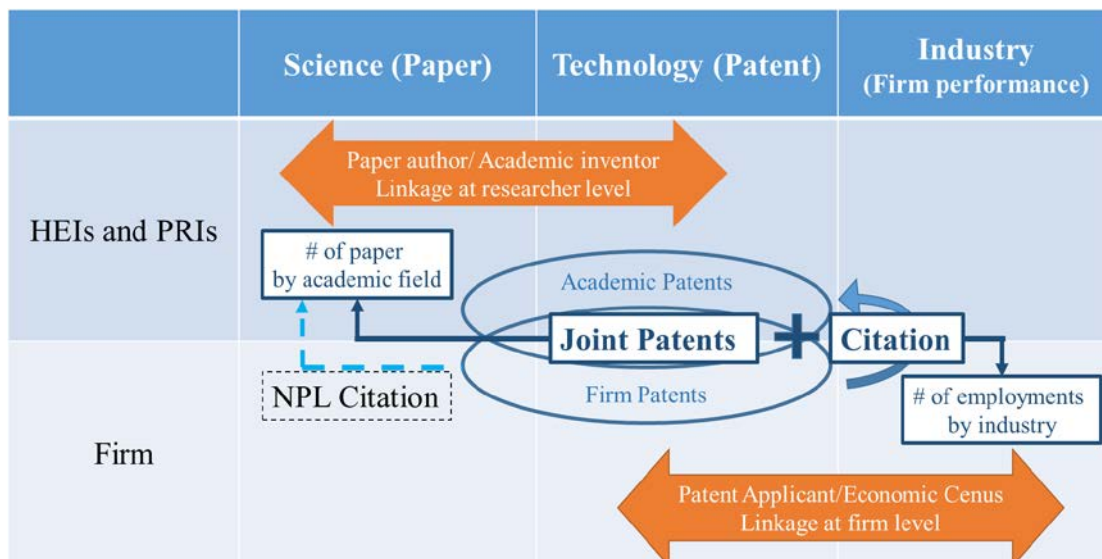 Science (Paper)
Technology (Patent)
Industry
(Firm performance)
Paper author/ Academic inventor
Linkage at researcher level
HEIs and PRIs
# of paper
by academic field
Academic Patents
Joint Patents
Citation
NPL Citation
Firm Patents
# of employments
by industry
Firm
Patent Applicant/Economic Cenus
Linkage at firm level